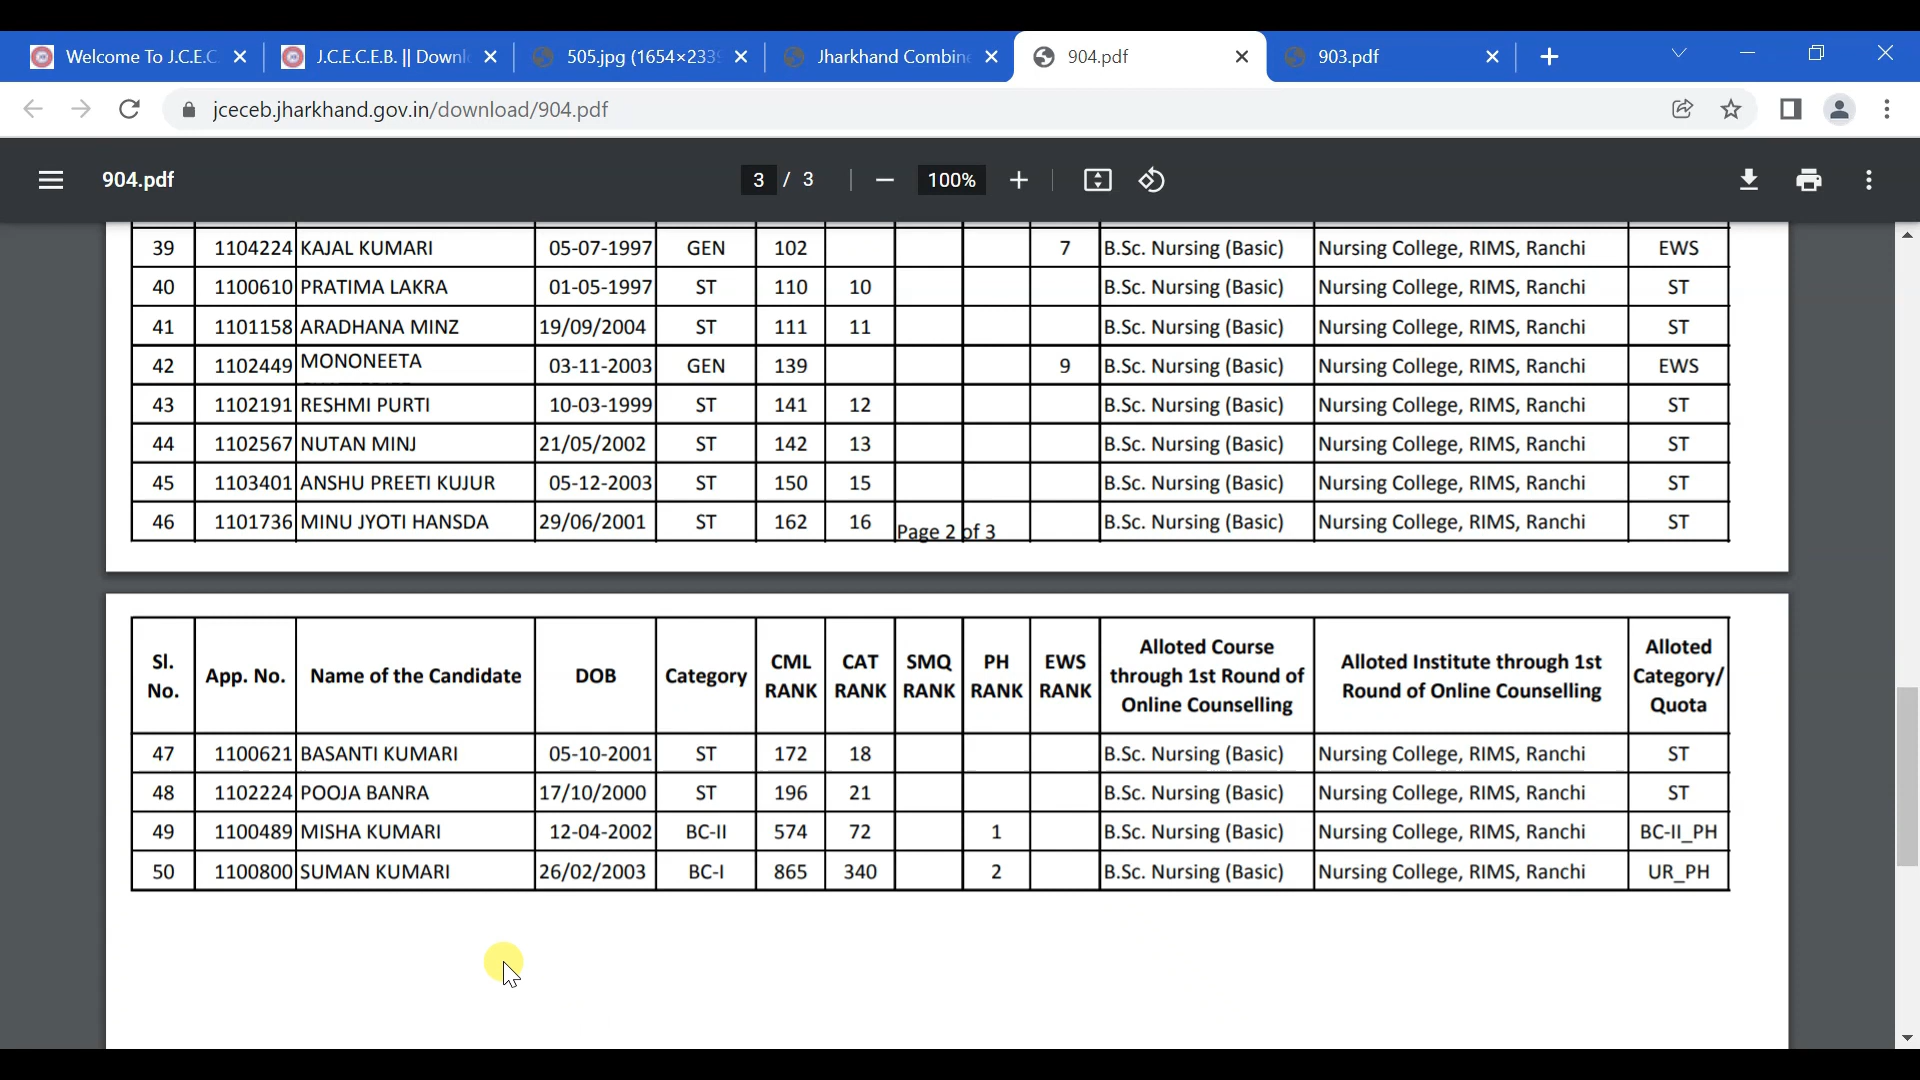 Welcome To J.C.E.C
J.C.E.C.E.B. || Downl
505.jpg (1654×233
Jharkhand Combin
904.pdf
903.pdf
jceceb.jharkhand.gov.in/download/904.pdf
904.pdf
3 / 3
100%
39 1104224 KAJAL KUMARI 05-07-1997 GEN 102 7 B.Sc. Nursing (Basic) Nursing College, RIMS, Ranchi EWS
40 1100610 PRATIMA LAKRA 01-05-1997 ST 110 10 B.Sc. Nursing (Basic) Nursing College, RIMS, Ranchi ST
41 1101158 ARADHANA MINZ 19/09/2004 ST 111 11 B.Sc. Nursing (Basic) Nursing College, RIMS, Ranchi ST
42 1102449 MONONEETA 03-11-2003 GEN 139 9 B.Sc. Nursing (Basic) Nursing College, RIMS, Ranchi EWS
43 1102191 RESHMI PURTI 10-03-1999 ST 141 12 B.Sc. Nursing (Basic) Nursing College, RIMS, Ranchi ST
44 1102567 NUTAN MINJ 21/05/2002 ST 142 13 B.Sc. Nursing (Basic) Nursing College, RIMS, Ranchi ST
45 1103401 ANSHU PREETI KUJUR 05-12-2003 ST 150 15 B.Sc. Nursing (Basic) Nursing College, RIMS, Ranchi ST
46 1101736 MINU JYOTI HANSDA 29/06/2001 ST 162 16 B.Sc. Nursing (Basic) Nursing College, RIMS, Ranchi ST
Page 2 of 3
Sl. No. App. No. Name of the Candidate DOB Category CML RANK CAT RANK SMQ RANK PH RANK EWS RANK Alloted Course through 1st Round of Online Counselling Alloted Institute through 1st Round of Online Counselling Alloted Category/ Quota
47 1100621 BASANTI KUMARI 05-10-2001 ST 172 18 B.Sc. Nursing (Basic) Nursing College, RIMS, Ranchi ST
48 1102224 POOJA BANRA 17/10/2000 ST 196 21 B.Sc. Nursing (Basic) Nursing College, RIMS, Ranchi ST
49 1100489 MISHA KUMARI 12-04-2002 BC-II 574 72 1 B.Sc. Nursing (Basic) Nursing College, RIMS, Ranchi BC-II_PH
50 1100800 SUMAN KUMARI 26/02/2003 BC-I 865 340 2 B.Sc. Nursing (Basic) Nursing College, RIMS, Ranchi UR_PH